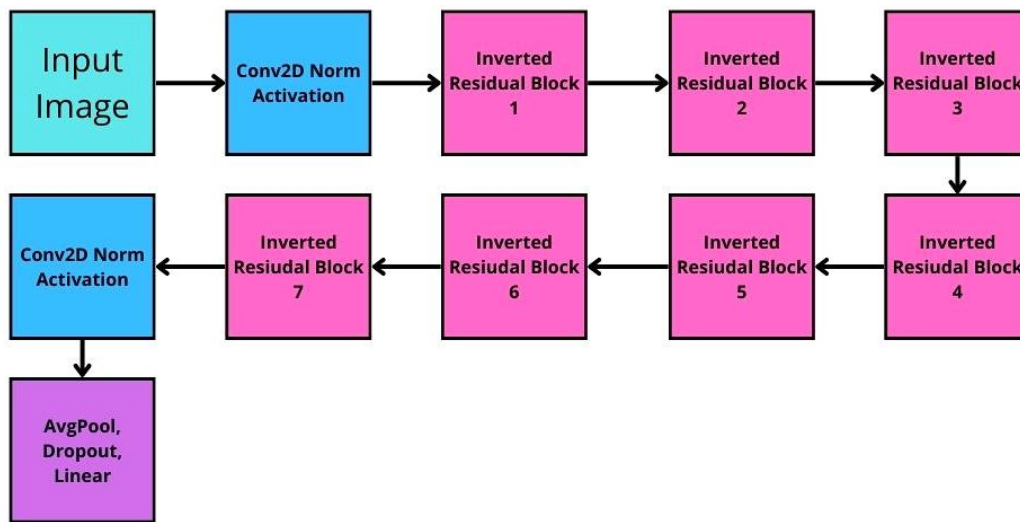 Input
Image
Conv2D Norm
Activation
Inverted
Residual Block
1
Inverted
Residual Block
2
Inverted
Residual Block
3
Inverted
Resiudal Block
4
Inverted
Resiudal Block
5
Inverted
Resiudal Block
6
Inverted
Resiudal Block
7
Conv2D Norm
Activation
AvgPool,
Dropout,
Linear